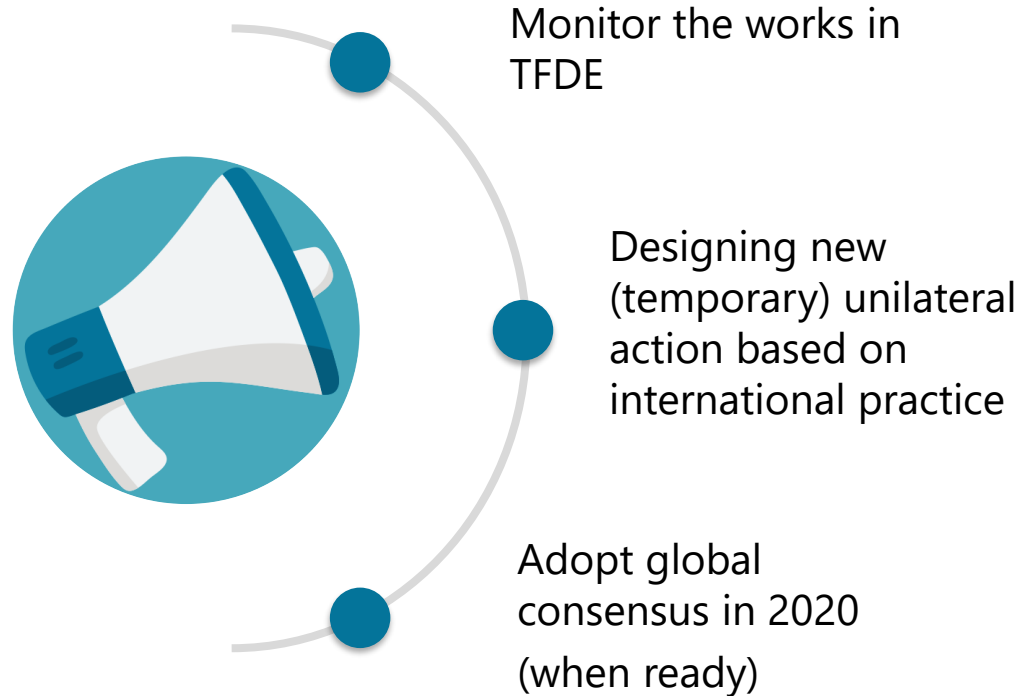 Monitor the works in
TFDE
Designing new
(temporary) unilateral
action based on
international practice
Adopt global
consensus in 2020
(when ready)